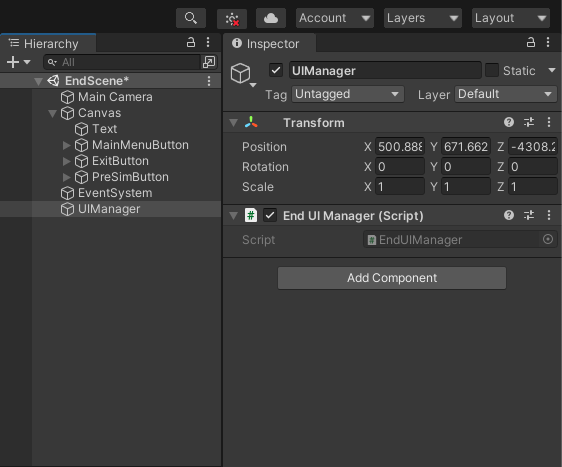 Account Layers Layout
Hierarchy
All
EndScene*
Main Camera
Canvas
Text
MainMenuButton
ExitButton
PreSimButton
EventSystem
UIManager
Inspector
UIManager Static
Tag Untagged Layer Default
Transform
Position X 500.888 Y 671.662 Z -4308.2
Rotation X 0 Y 0 Z 0
Scale X 1 Y 1 Z 1
# End UI Manager (Script)
Script # EndUIManager
Add Component